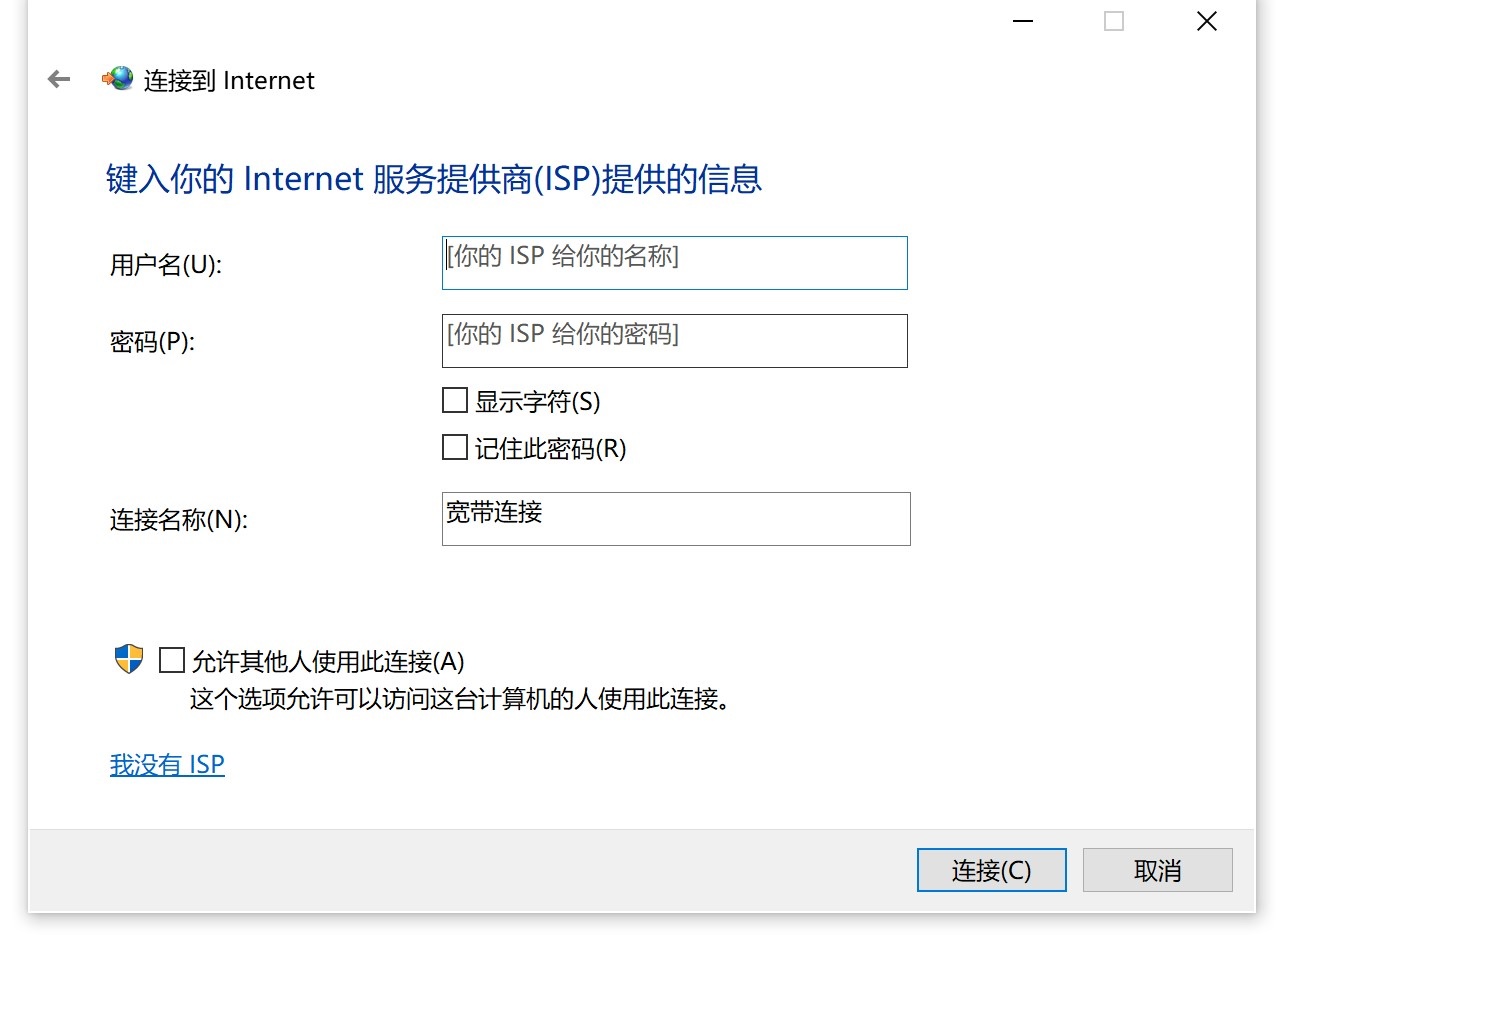 连接到 Internet
键入你的 Internet 服务提供商(ISP)提供的信息
用户名(U):
[你的 ISP 给你的名称]
密码(P):
[你的 ISP 给你的密码]
显示字符(S)
记住此密码(R)
连接名称(N):
宽带连接
允许其他人使用此连接(A)
这个选项允许可以访问这台计算机的人使用此连接。
我没有 ISP
连接(C)
取消